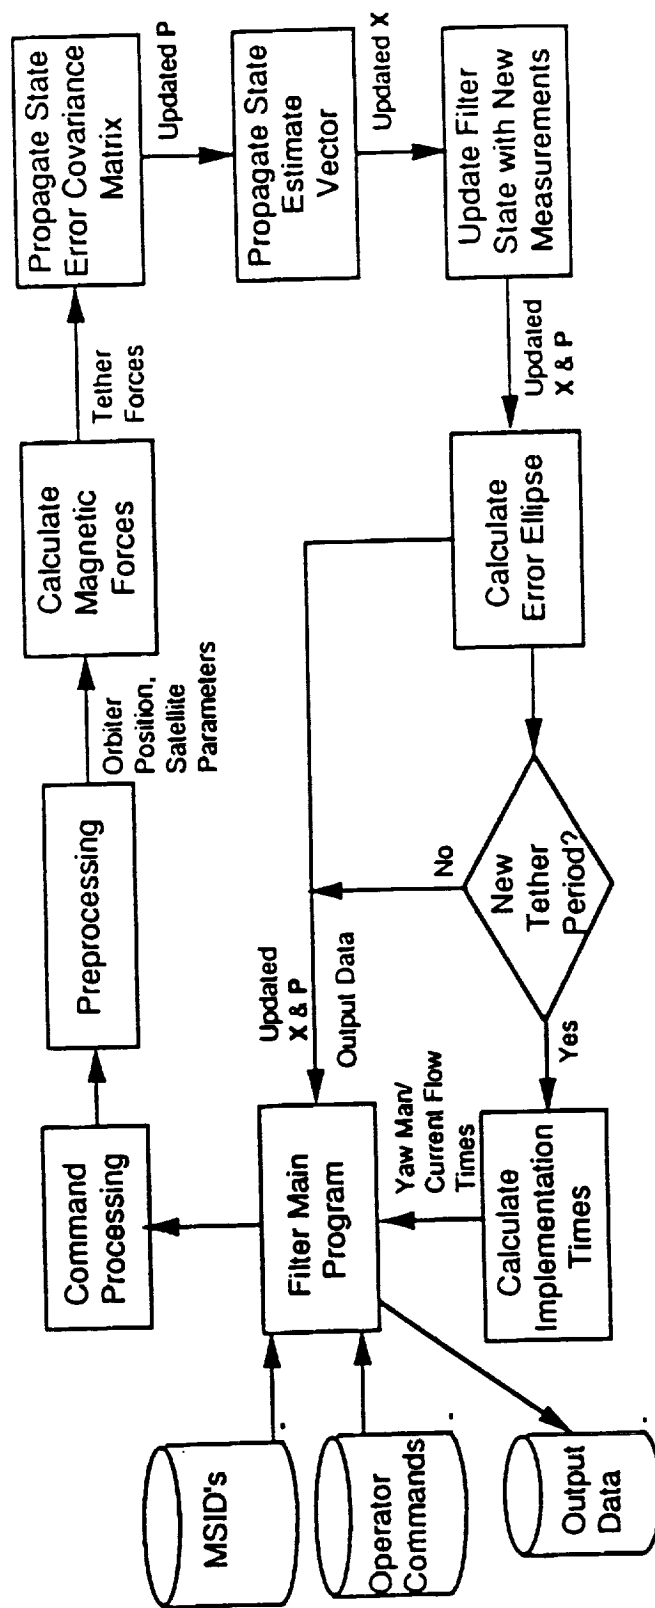 MSID's
Operator
Commands
Output
Data
Filter Main
Program
Command
Processing
Preprocessing
Orbiter
Position,
Satellite
Parameters
Calculate
Magnetic
Forces
Tether
Forces
Propagate State
Error Covariance
Matrix
Updated P
Propagate State
Estimate
Vector
Updated X
Update Filter
State with New
Measurements
Updated
X & P
Calculate
Error Ellipse
New
Tether
Period?
No
Updated
X & P
Output Data
Yes
Calculate
Implementation
Times
Yaw Man/
Current Flow
Times